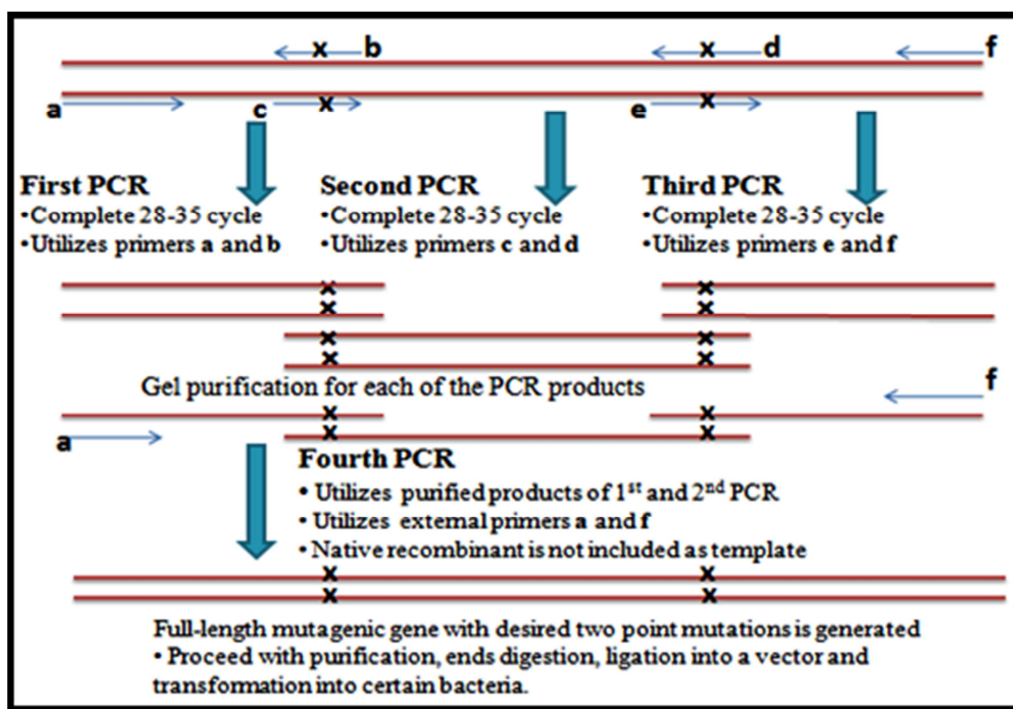 x b x d f
a c x e x
First PCR Second PCR Third PCR
•Complete 28-35 cycle •Complete 28-35 cycle •Complete 28-35 cycle
•Utilizes primers a and b •Utilizes primers c and d •Utilizes primers e and f
x x
x x
x x
x x
Gel purification for each of the PCR products f
x x
a x x
Fourth PCR
• Utilizes purified products of 1st and 2nd PCR
• Utilizes external primers a and f
• Native recombinant is not included as template
x x
x x
Full-length mutagenic gene with desired two point mutations is generated
• Proceed with purification, ends digestion, ligation into a vector and
transformation into certain bacteria.